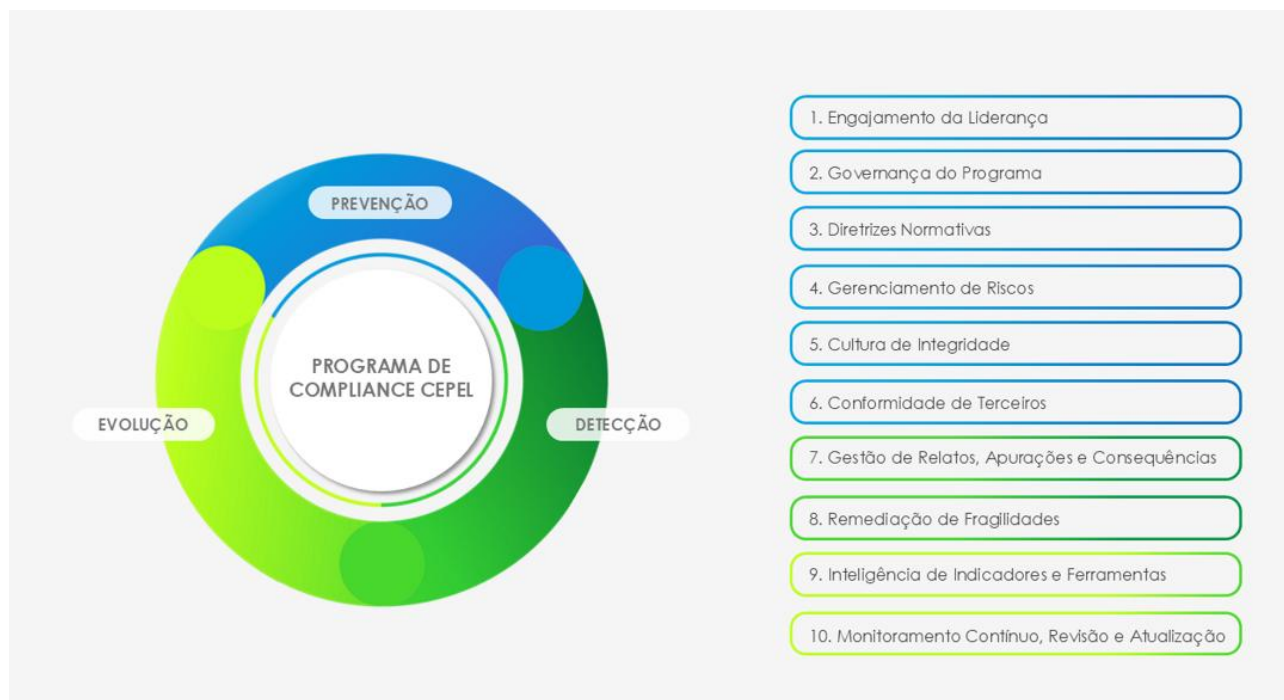 PREVENÇÃO
PROGRAMA DE
COMPLIANCE CEPEL
EVOLUÇÃO
DETECÇÃO
1. Engajamento da Liderança
2. Governança do Programa
3. Diretrizes Normativas
4. Gerenciamento de Riscos
5. Cultura de Integridade
6. Conformidade de Terceiros
7. Gestão de Relatos, Apurações e Consequências
8. Remediação de Fragilidades
9. Inteligência de Indicadores e Ferramentas
10. Monitoramento Contínuo, Revisão e Atualização